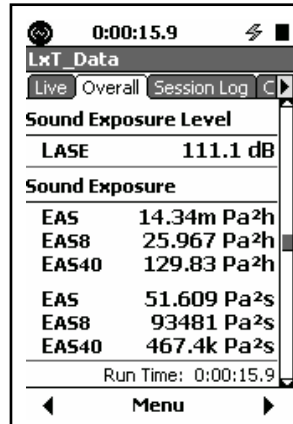 0:00:15.9
LxT_Data
Live Overall Session Log C
Sound Exposure Level
LASE 111.1 dB
Sound Exposure
EAS 14.34m Pa²h
EAS8 25.967 Pa²h
EAS40 129.83 Pa²h
EAS 51.609 Pa²s
EAS8 93481 Pa²s
EAS40 467.4k Pa²s
Run Time: 0:00:15.9
Menu